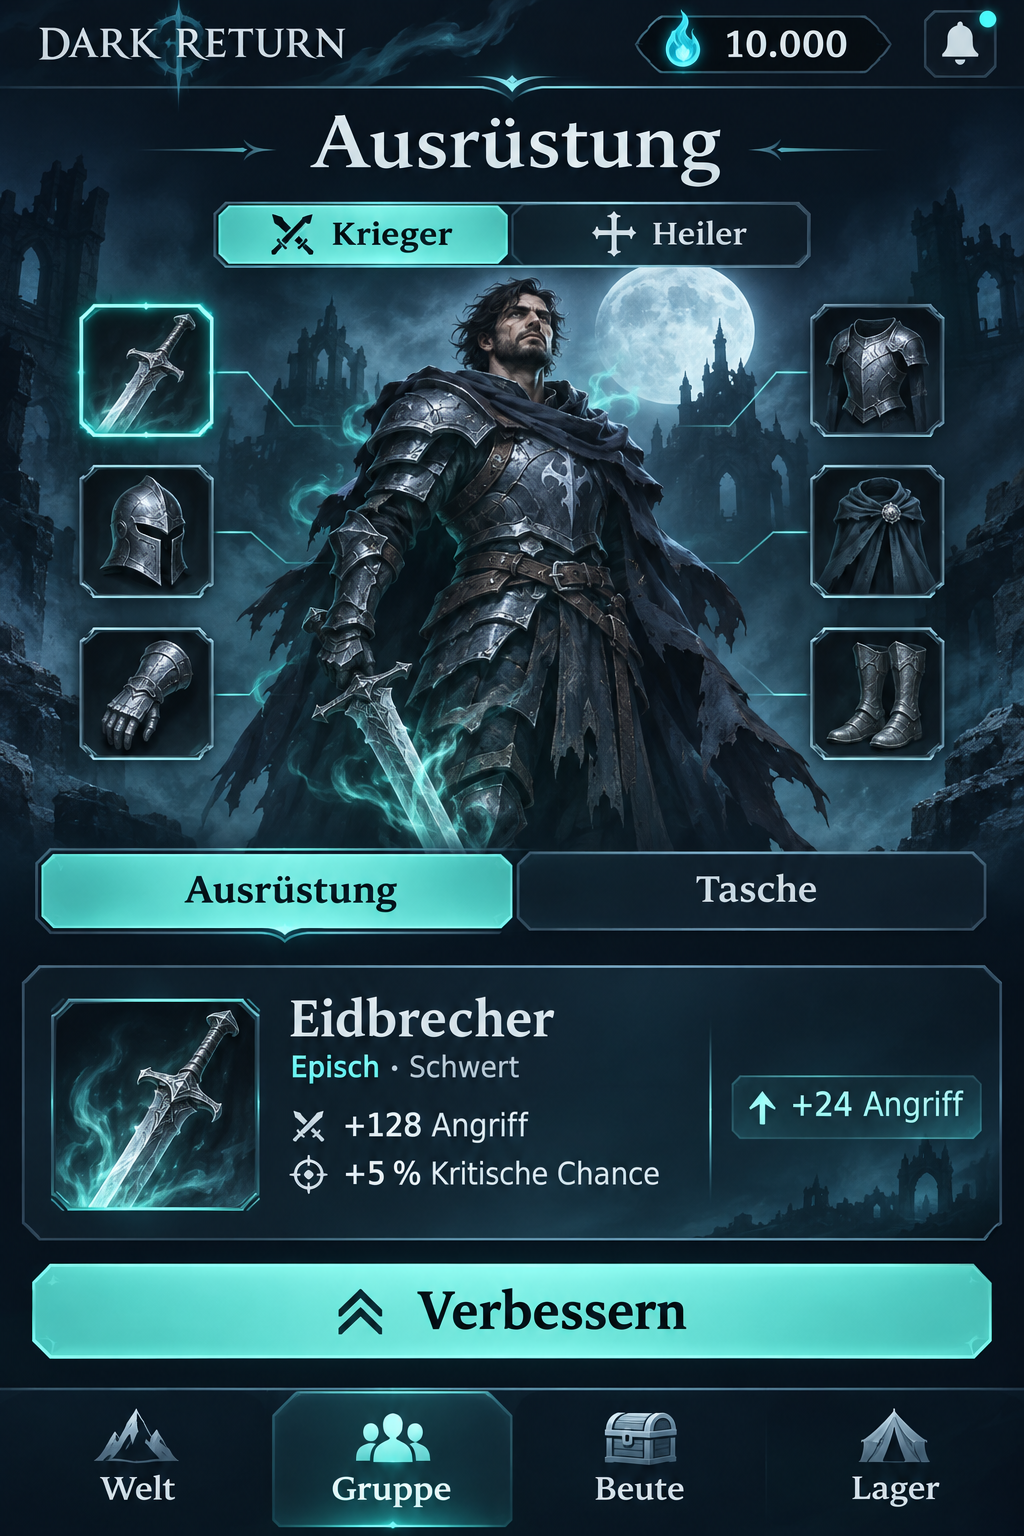 DARK RETURN
10.000
Ausrüstung
Krieger
Heiler
Ausrüstung
Tasche
Eidbrecher
Episch · Schwert
+128 Angriff
+5 % Kritische Chance
+24 Angriff
Verbessern
Welt
Gruppe
Beute
Lager